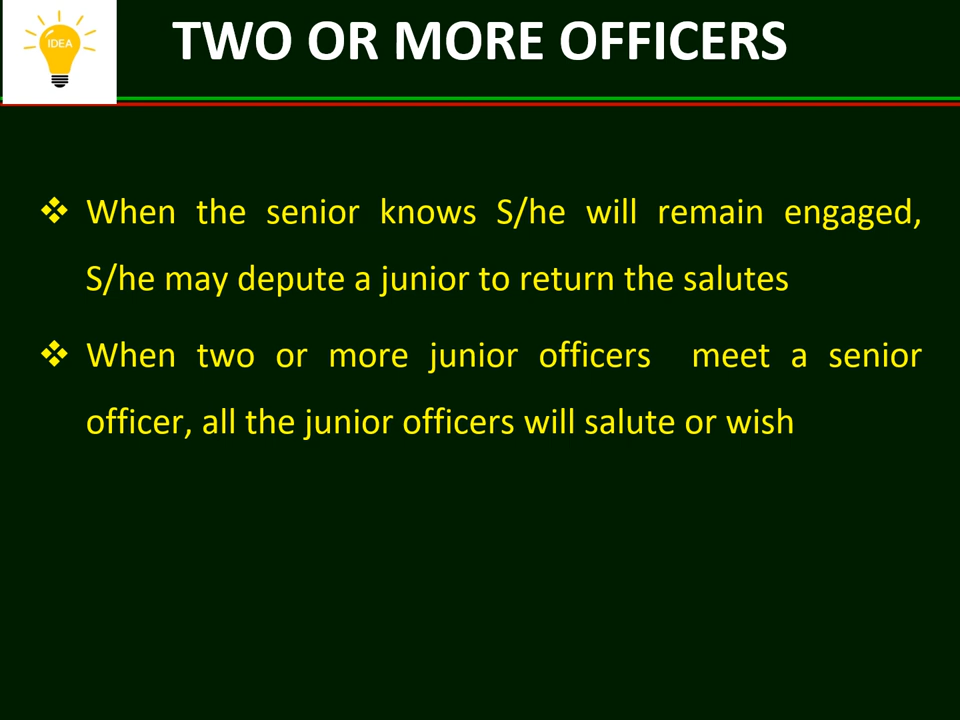 IDEA
TWO OR MORE OFFICERS
❖ When the senior knows S/he will remain engaged,
S/he may depute a junior to return the salutes
❖ When two or more junior officers meet a senior
officer, all the junior officers will salute or wish